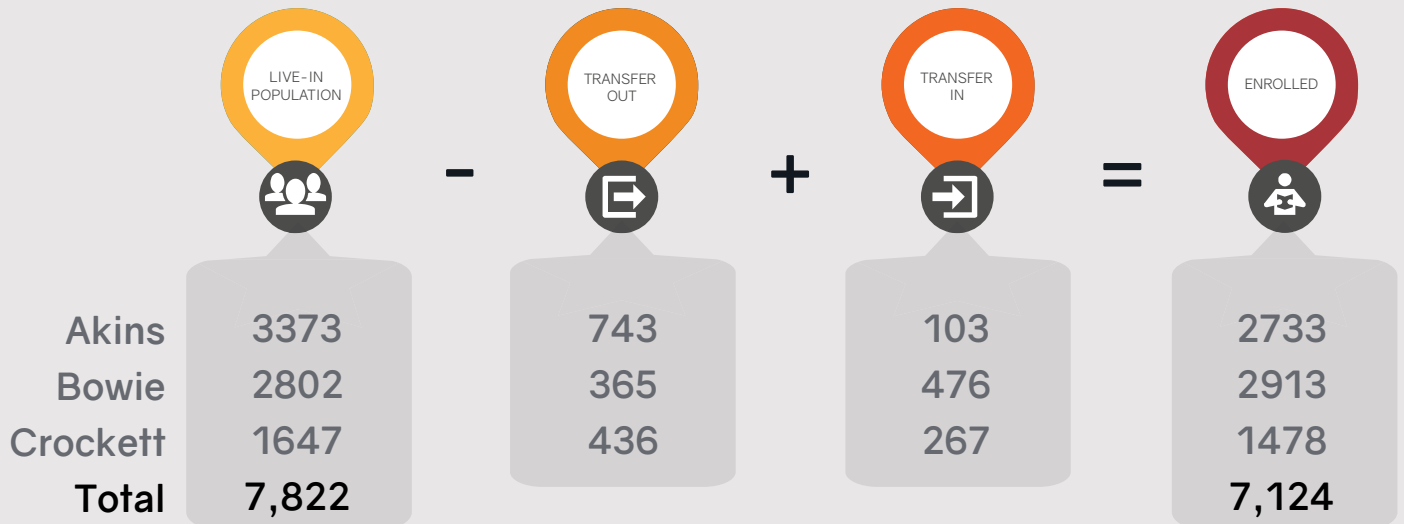 LIVE-IN
POPULATION
TRANSFER
OUT
TRANSFER
IN
ENROLLED
- + =
Akins 3373 743 103 2733
Bowie 2802 365 476 2913
Crockett 1647 436 267 1478
Total 7,822 7,124